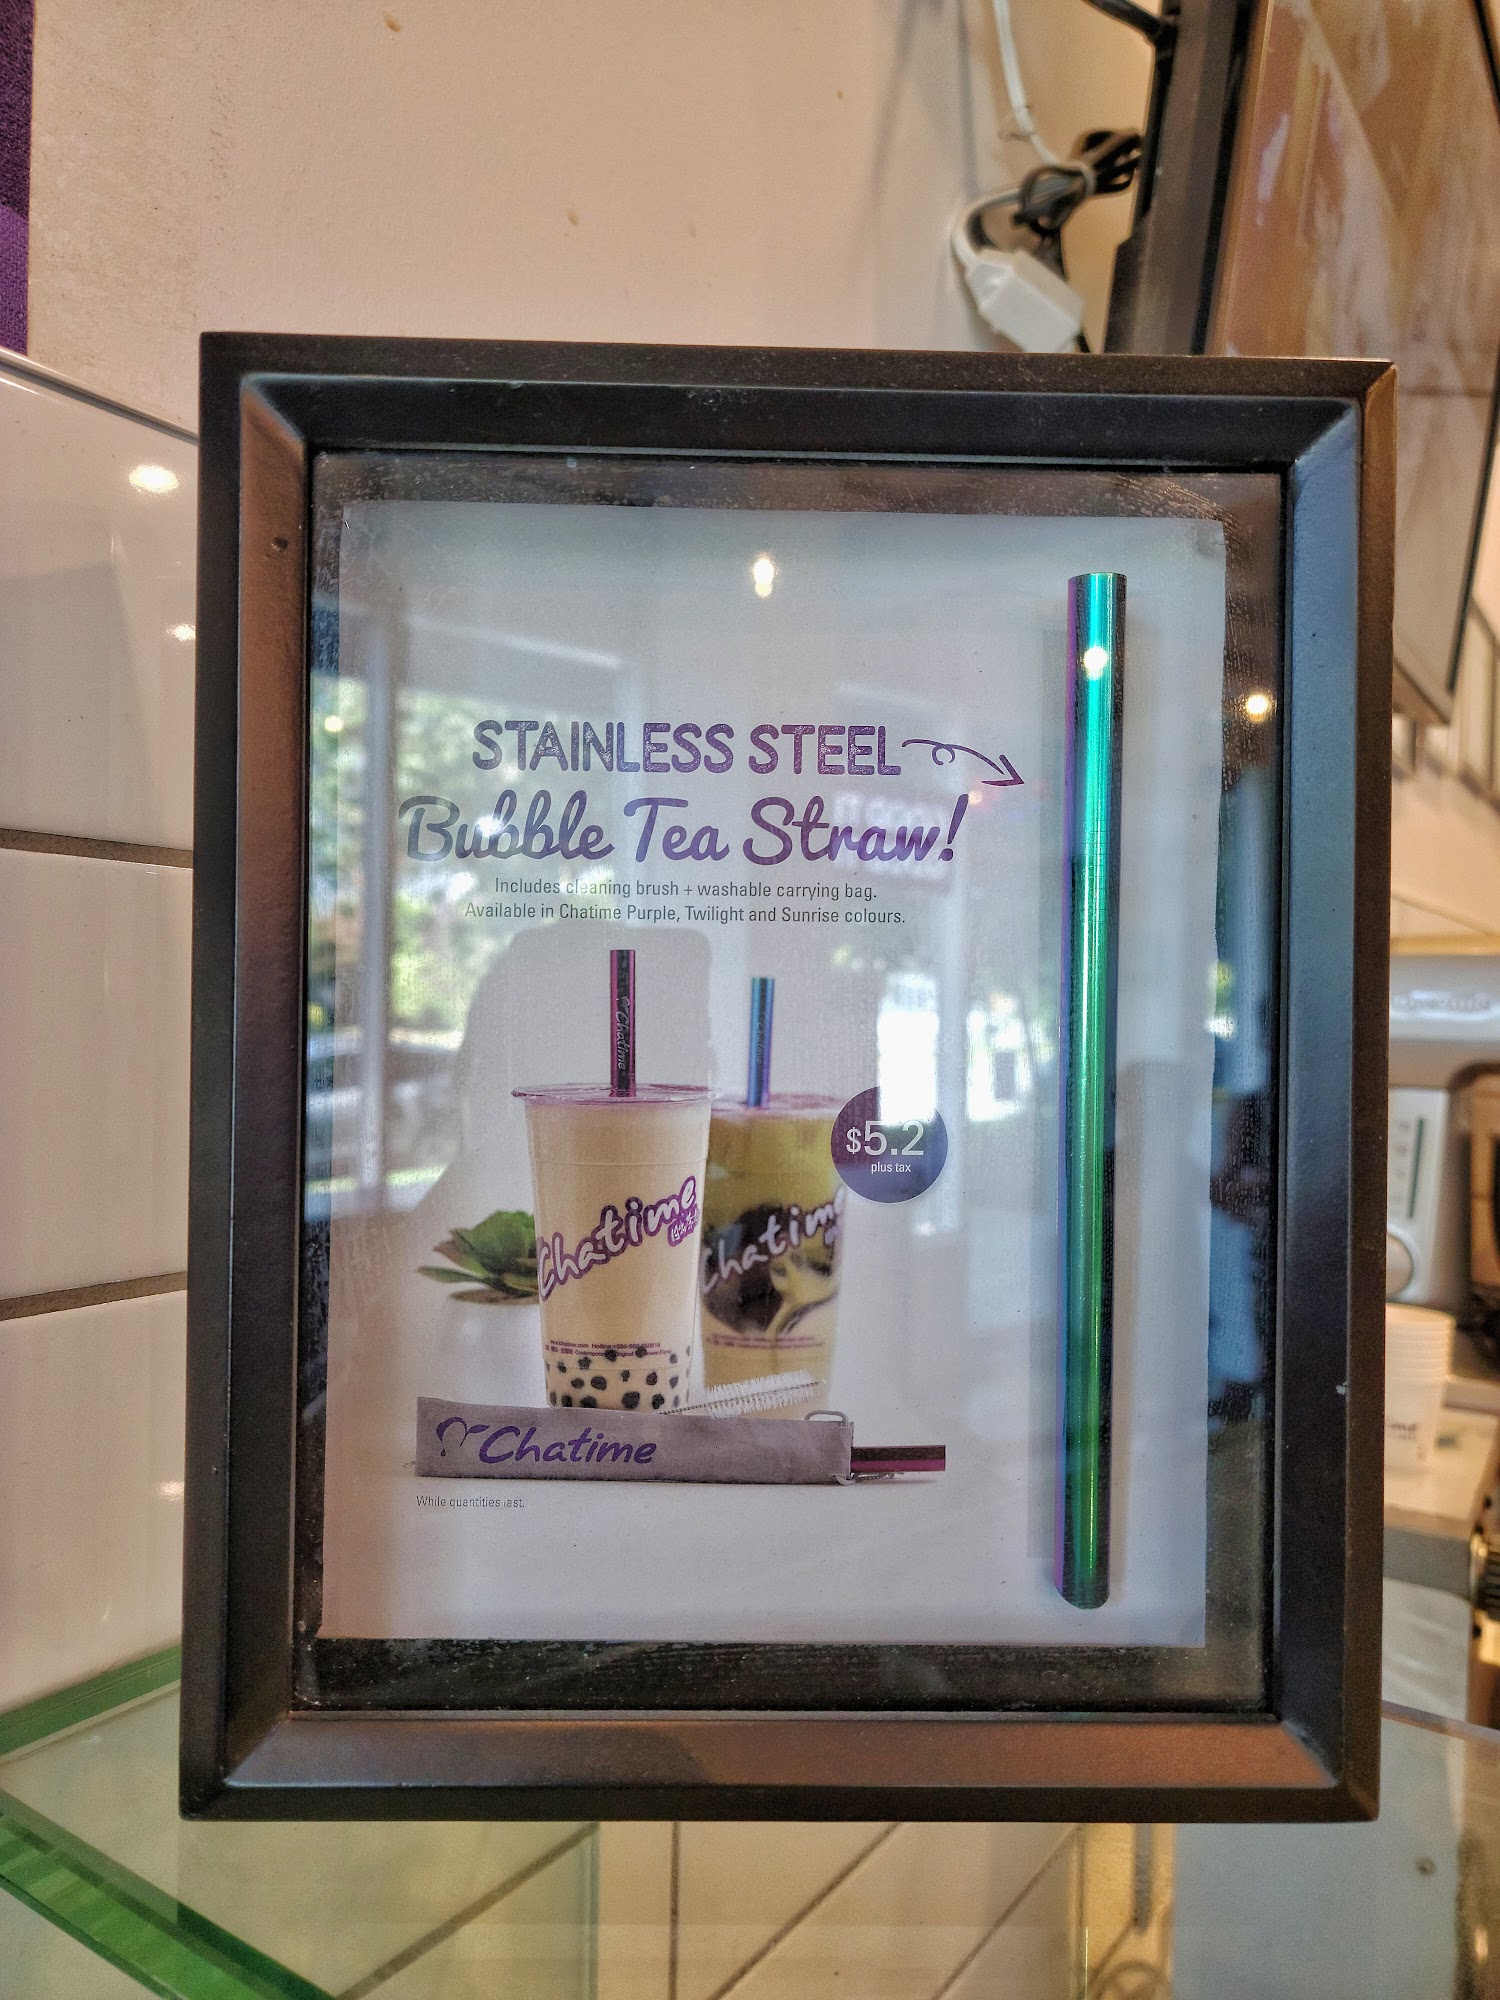 STAINLESS STEEL
Bubble Tea Straw!
Includes cleaning brush + washable carrying bag.
Available in Chatime Purple, Twilight and Sunrise colours.
Chatime
$5.2
plus tax
Chatime
Chatime
Chatime
While quantities last.